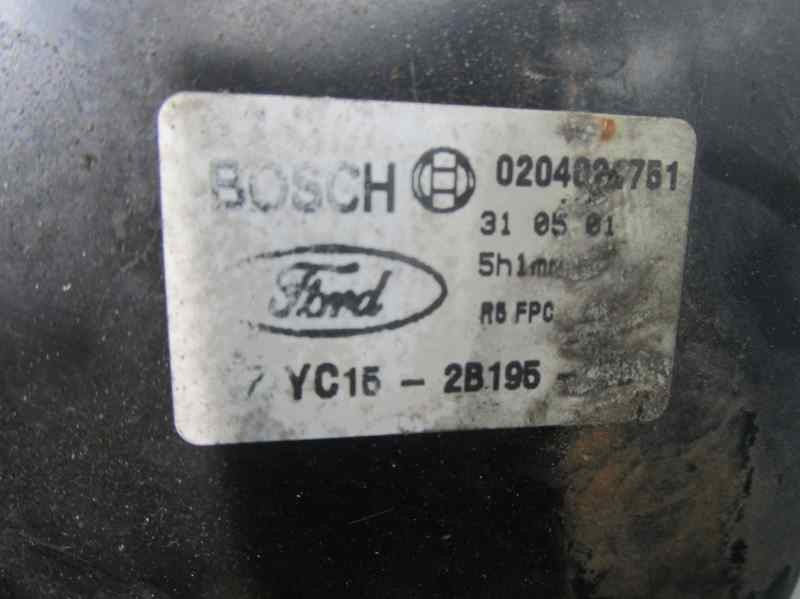 BOSCH
31 05 01
Ford
R5 FPC
YC15 - 2B195 -